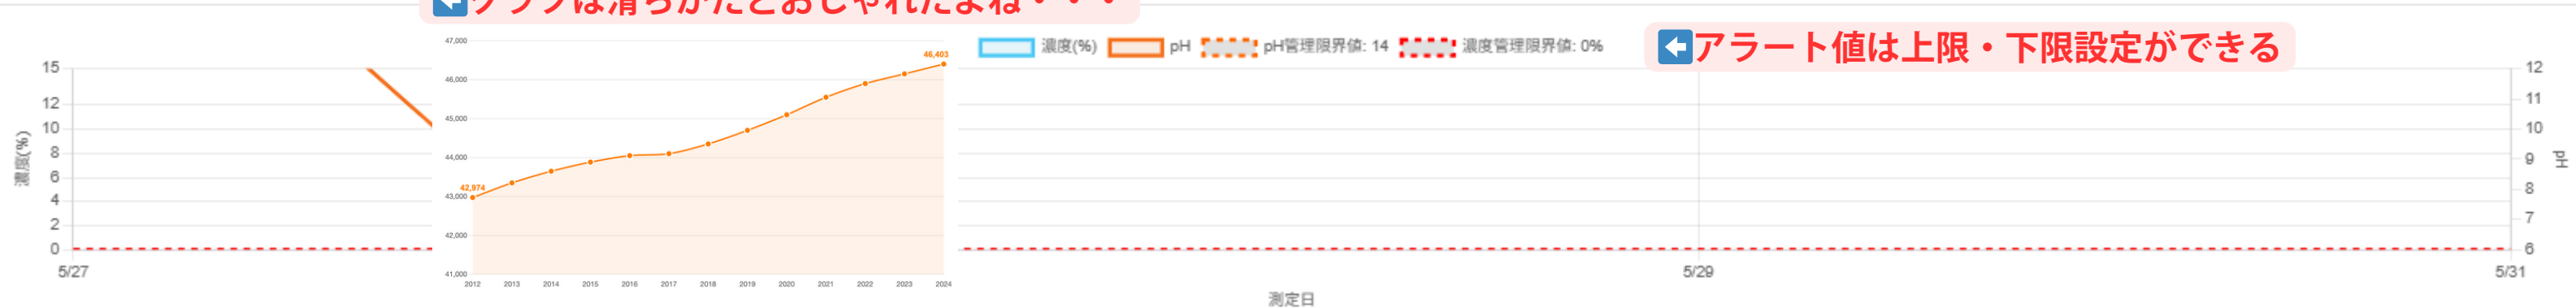 ⬅グラフは滑らかだとおしゃれだよね・・・
濃度(%)
pH
pH管理限界値: 14
濃度管理限界値: 0%
⬅アラート値は上限・下限設定ができる
15
12
10
8
6
4
2
0
濃度(%)
47,000
46,000
45,000
44,000
43,000
42,000
41,000
42,974
46,403
2012 2013 2014 2015 2016 2017 2018 2019 2020 2021 2022 2023 2024
12
11
10
9
8
7
6
pH
5/27
5/29
5/31
測定日